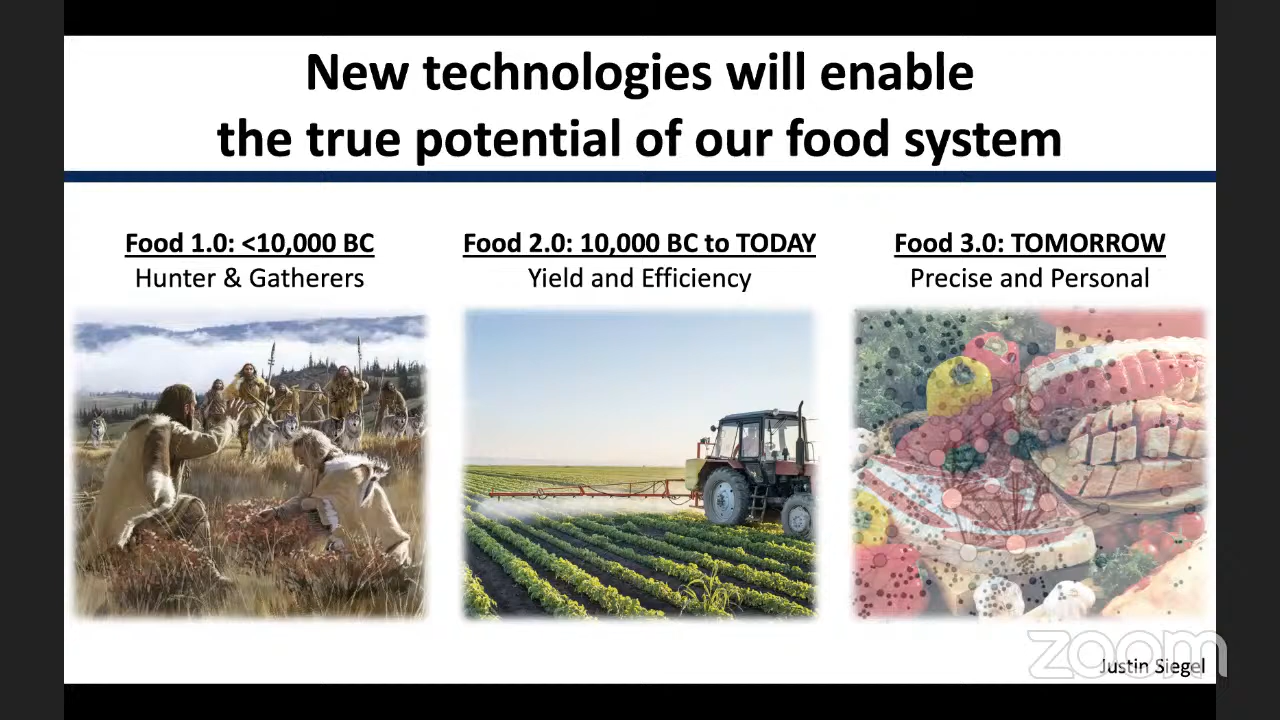 New technologies will enable
the true potential of our food system
Food 1.0: <10,000 BC
Hunter & Gatherers
Food 2.0: 10,000 BC to TODAY
Yield and Efficiency
Food 3.0: TOMORROW
Precise and Personal
zoom
Justin Siegel